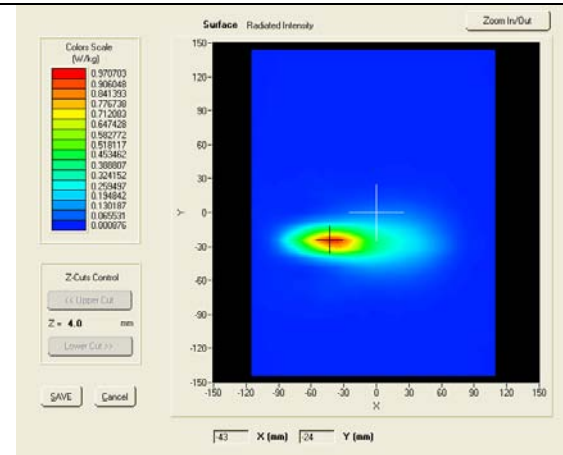 Surface Radiated Intensity
Zoom In/Out
Colors Scale
(W/kg)
0.970703
0.906048
0.841393
0.776738
0.712083
0.647428
0.582772
0.518117
0.453462
0.388807
0.324152
0.259497
0.194842
0.130187
0.065531
0.000876
Z-Cuts Control
<< Upper Cut
Z = 4.0 mm
Lower Cut >>
SAVE Cancel
150
120
90
60
30
0
-30
-60
-90
-120
-150
Y
-150 -120 -90 -60 -30 0 30 60 90 120 150
X
-43 X (mm) -24 Y (mm)